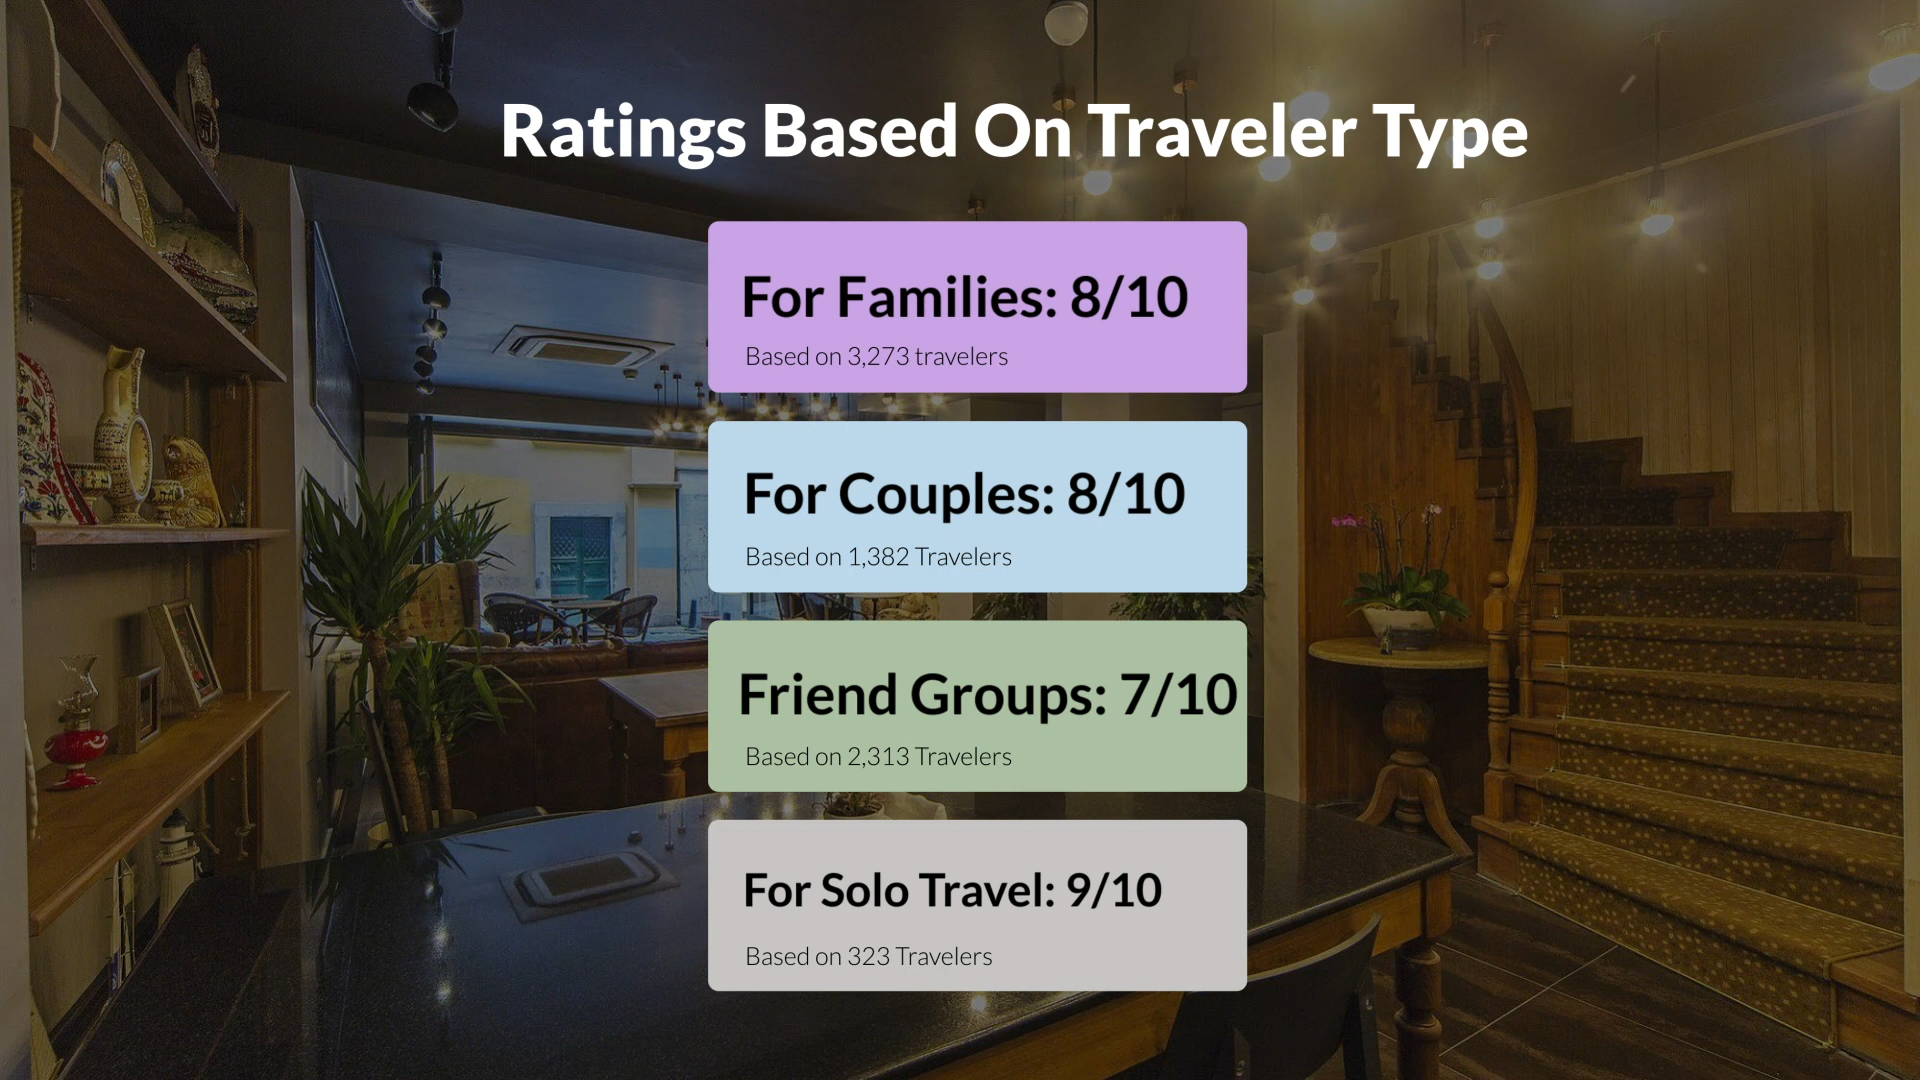 Ratings Based On Traveler Type
For Families: 8/10
Based on 3,273 travelers
For Couples: 8/10
Based on 1,382 Travelers
Friend Groups: 7/10
Based on 2,313 Travelers
For Solo Travel: 9/10
Based on 323 Travelers